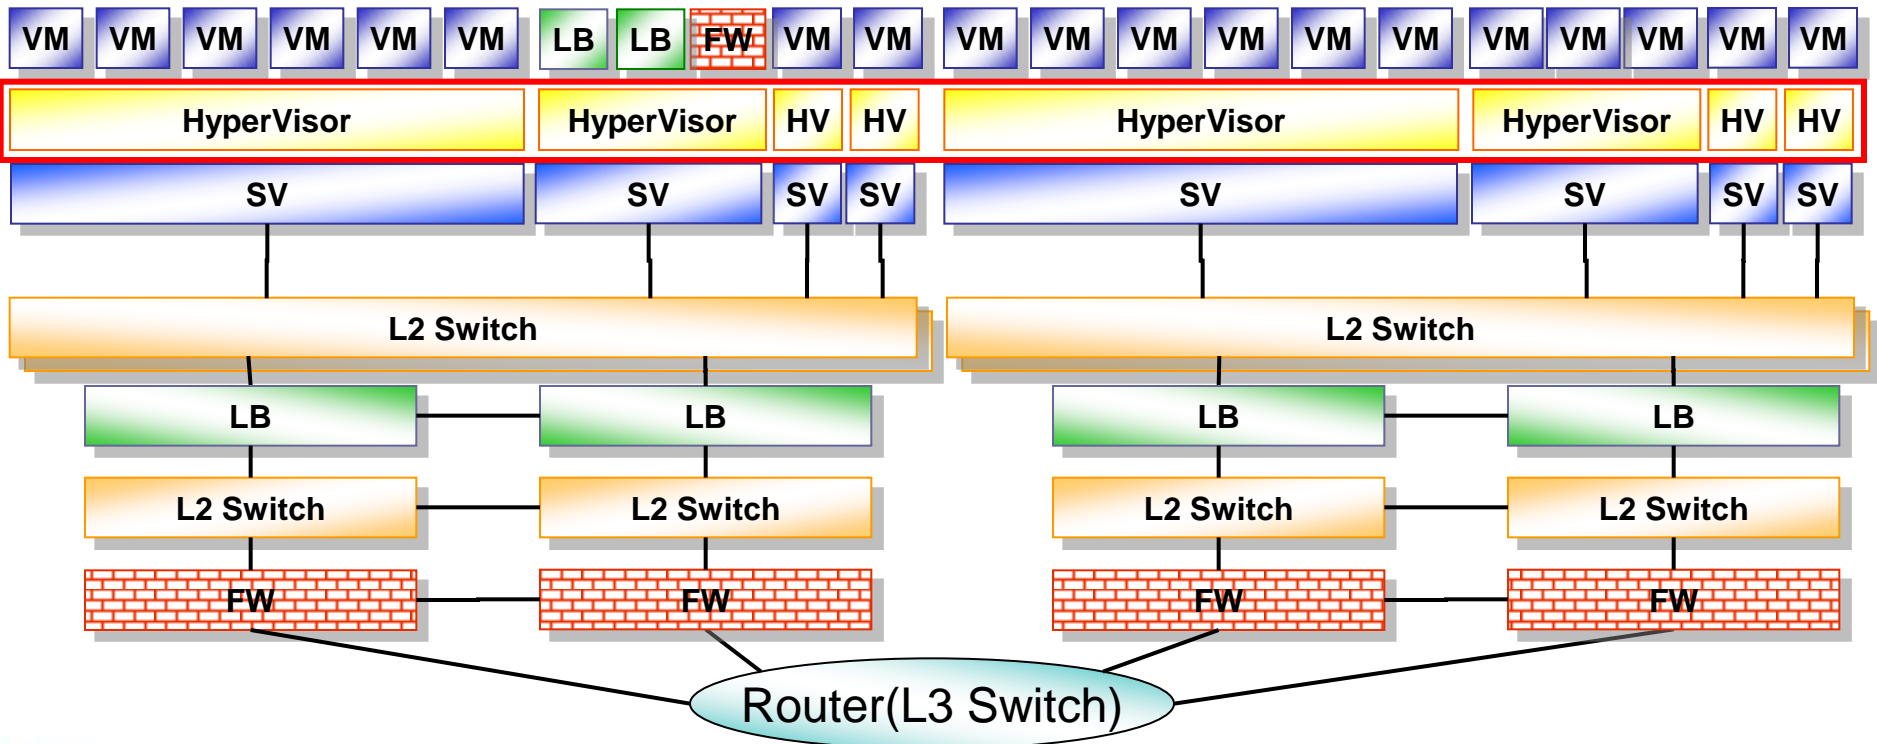 VM VM VM VM VM VM LB LB FW VM VM VM VM VM VM VM VM VM VM VM VM VM
HyperVisor HyperVisor HV HV HyperVisor HyperVisor HV HV
SV SV SV SV SV SV SV SV
L2 Switch L2 Switch
LB LB LB LB
L2 Switch L2 Switch L2 Switch L2 Switch
FW FW FW FW
Router(L3 Switch)